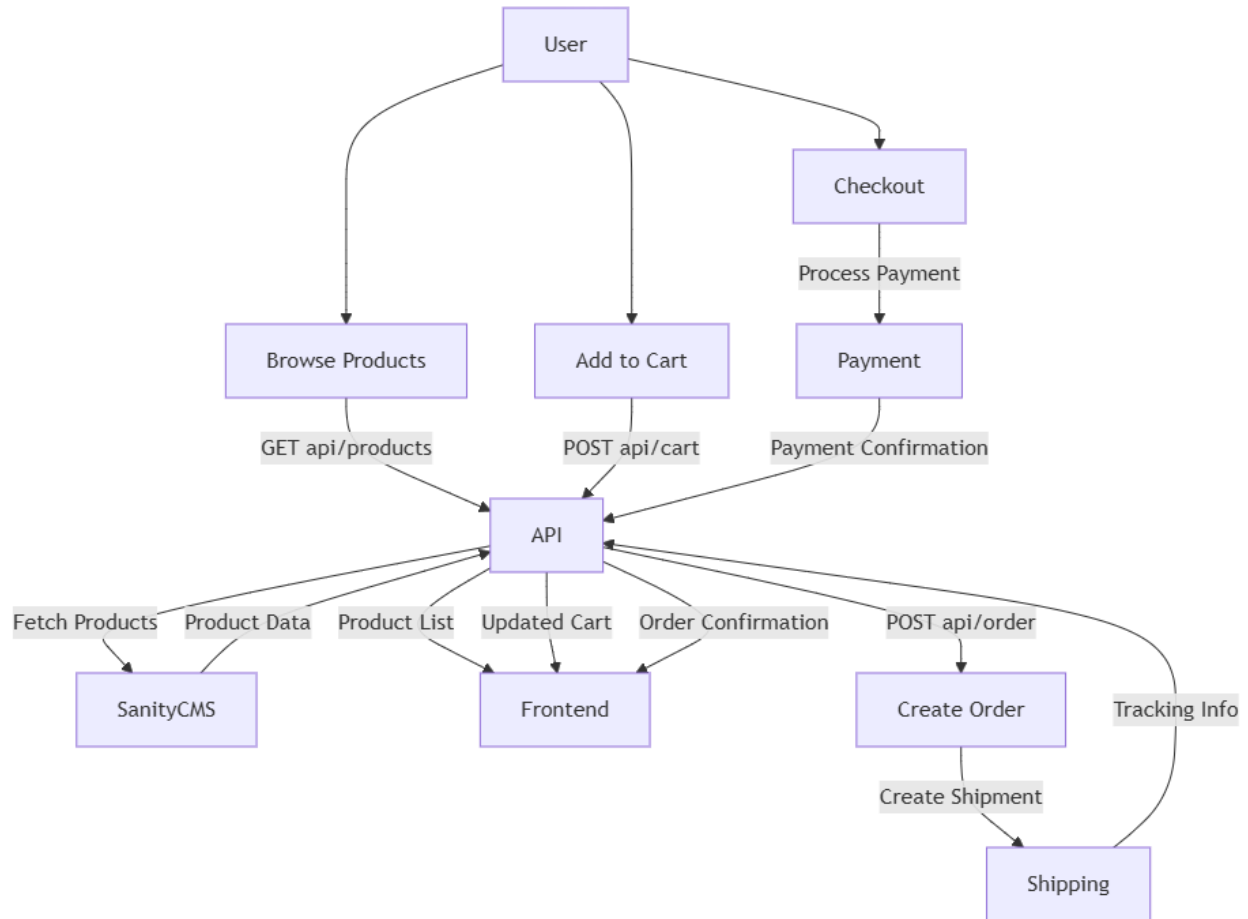 User
Checkout
Process Payment
Browse Products
Add to Cart
Payment
GET api/products
POST api/cart
Payment Confirmation
API
Fetch Products
Product Data
Product List
Updated Cart
Order Confirmation
POST api/order
SanityCMS
Frontend
Create Order
Tracking Info
Create Shipment
Shipping